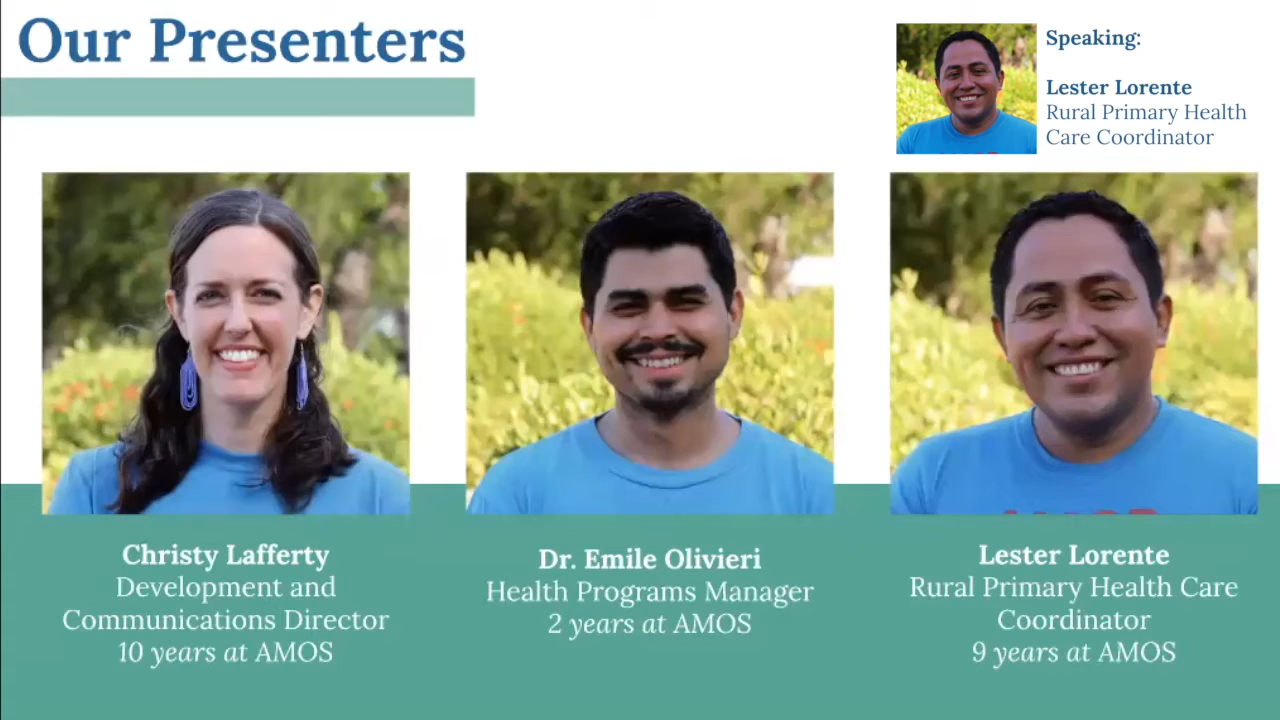 Our Presenters
Speaking:
Lester Lorente
Rural Primary Health
Care Coordinator
Christy Lafferty
Development and
Communications Director
10 years at AMOS
Dr. Emile Olivieri
Health Programs Manager
2 years at AMOS
Lester Lorente
Rural Primary Health Care
Coordinator
9 years at AMOS